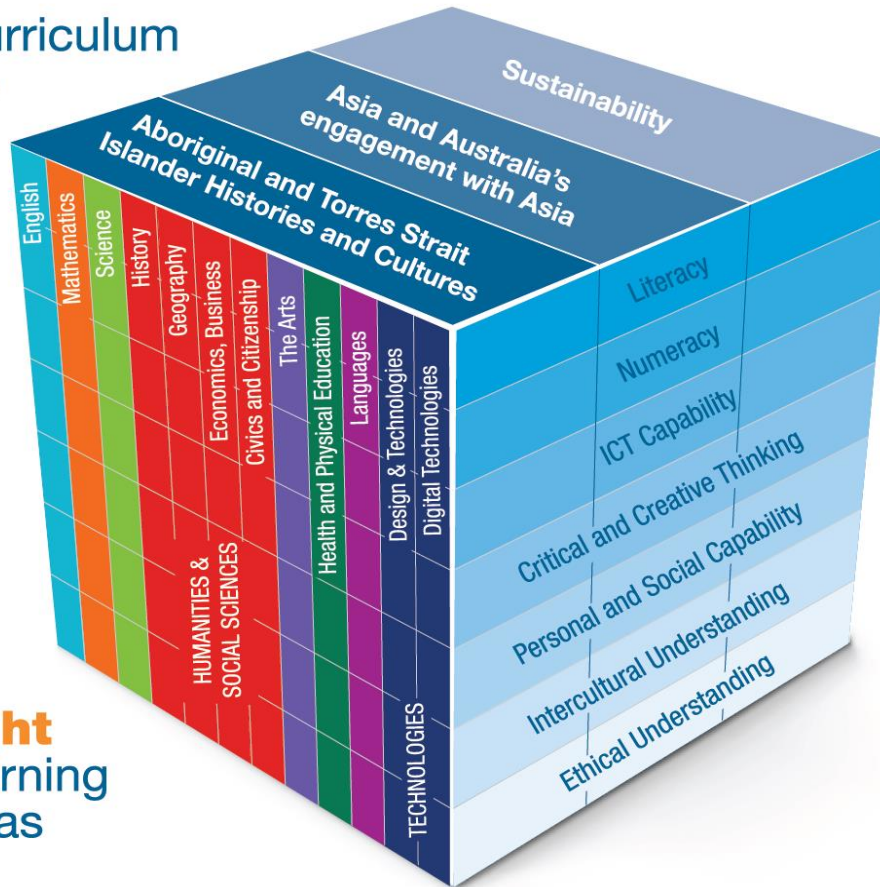 urriculum
Sustainability
Asia and Australia's
engagement with Asia
Aboriginal and Torres Strait
Islander Histories and Cultures
English
Mathematics
Science
History
Geography
Economics, Business
Civics and Citizenship
HUMANITIES &
SOCIAL SCIENCES
The Arts
Health and Physical Education
Languages
Design & Technologies
Digital Technologies
TECHNOLOGIES
Literacy
Numeracy
ICT Capability
Critical and Creative Thinking
Personal and Social Capability
Intercultural Understanding
Ethical Understanding
ht
rning
as